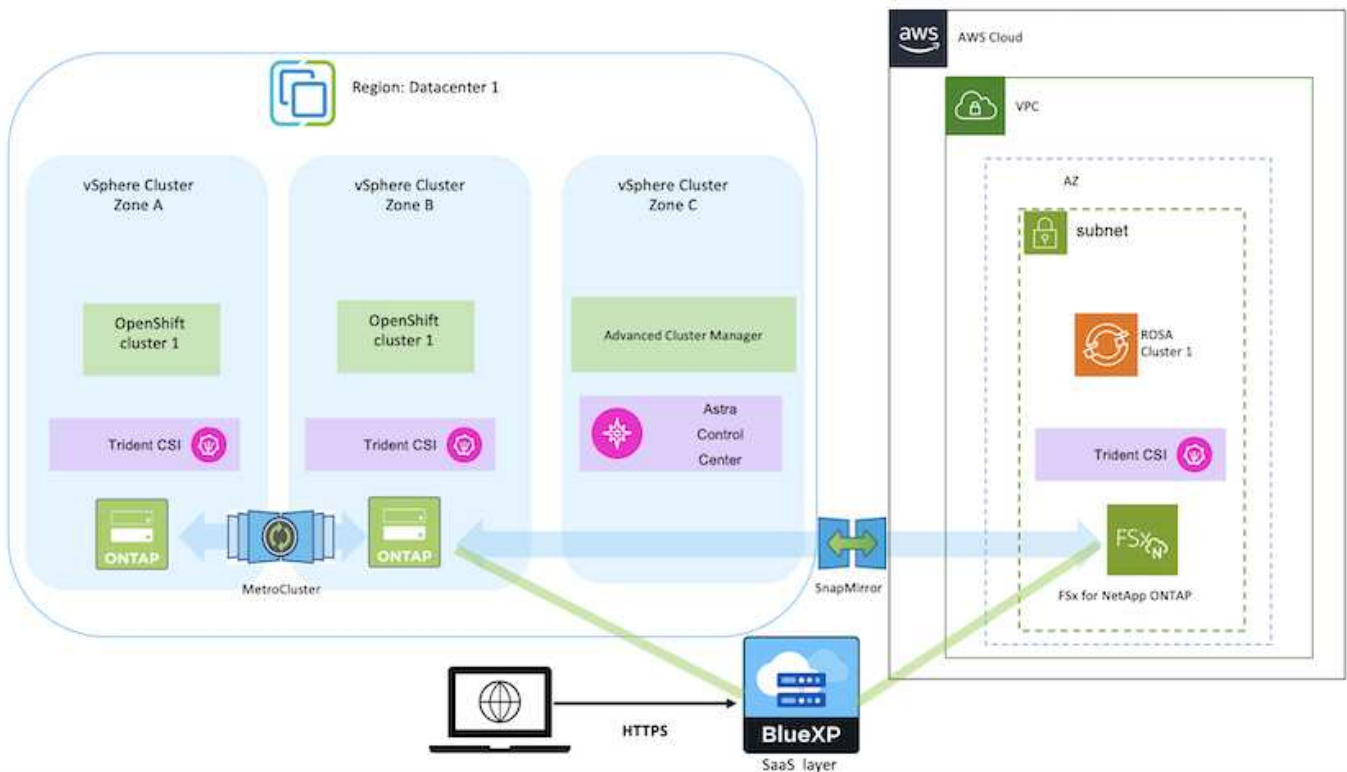 Region: Datacenter 1
vSphere Cluster
Zone A
OpenShift
cluster 1
Trident CSI
ONTAP
vSphere Cluster
Zone B
OpenShift
cluster 1
Trident CSI
ONTAP
MetroCluster
vSphere Cluster
Zone C
Advanced Cluster Manager
Astra
Control
Center
SnapMirror
aws
AWS Cloud
VPC
AZ
subnet
ROSA
Cluster 1
Trident CSI
FSx
N
FSx for NetApp ONTAP
HTTPS
BlueXP
SaaS layer